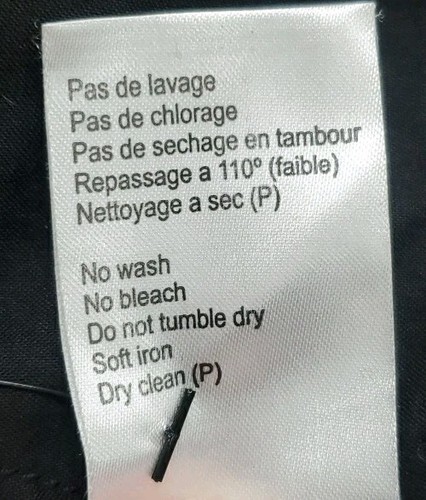 Pas de lavage
Pas de chlorage
Pas de sechage en tambour
Repassage a 110º (faible)
Nettoyage a sec (P)
No wash
No bleach
Do not tumble dry
Soft iron
Dry clean (P)